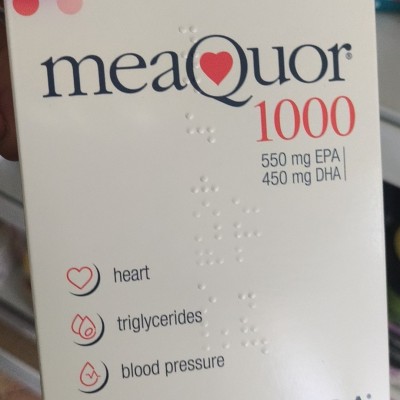 meaQuor®
1000
550 mg EPA
450 mg DHA
heart
triglycerides
blood pressure